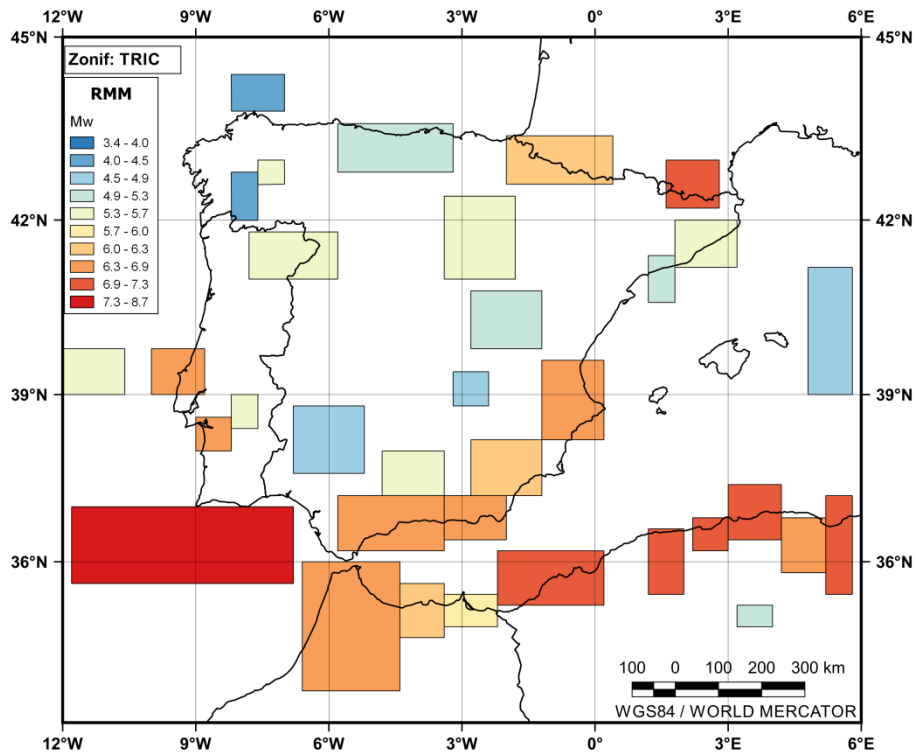 12°W 9°W 6°W 3°W 0° 3°E 6°E
45°N 45°N
Zonif: TRIC
RMM
Mw
3.4 - 4.0
4.0 - 4.5
4.5 - 4.9
4.9 - 5.3
5.3 - 5.7
5.7 - 6.0
6.0 - 6.3
6.3 - 6.9
6.9 - 7.3
7.3 - 8.7
42°N 42°N
39°N 39°N
36°N 36°N
100 0 100 200 300 km
WGS84 / WORLD MERCATOR
12°W 9°W 6°W 3°W 0° 3°E 6°E